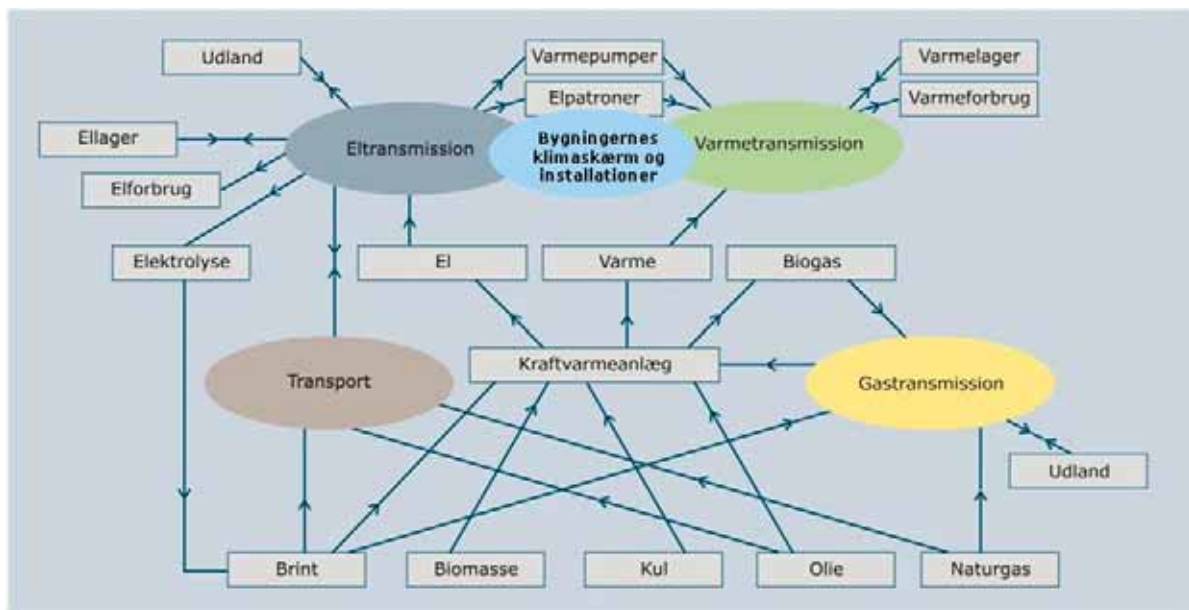 Udland
Varmepumper
Varmelager
Elpatroner
Varmeforbrug
Ellager
Eltransmission
Bygningernes
klimaskærm og
installationer
Varmetransmission
Elforbrug
Elektrolyse
El
Varme
Biogas
Kraftvarmeanlæg
Transport
Gastransmission
Udland
Brint
Biomasse
Kul
Olie
Naturgas